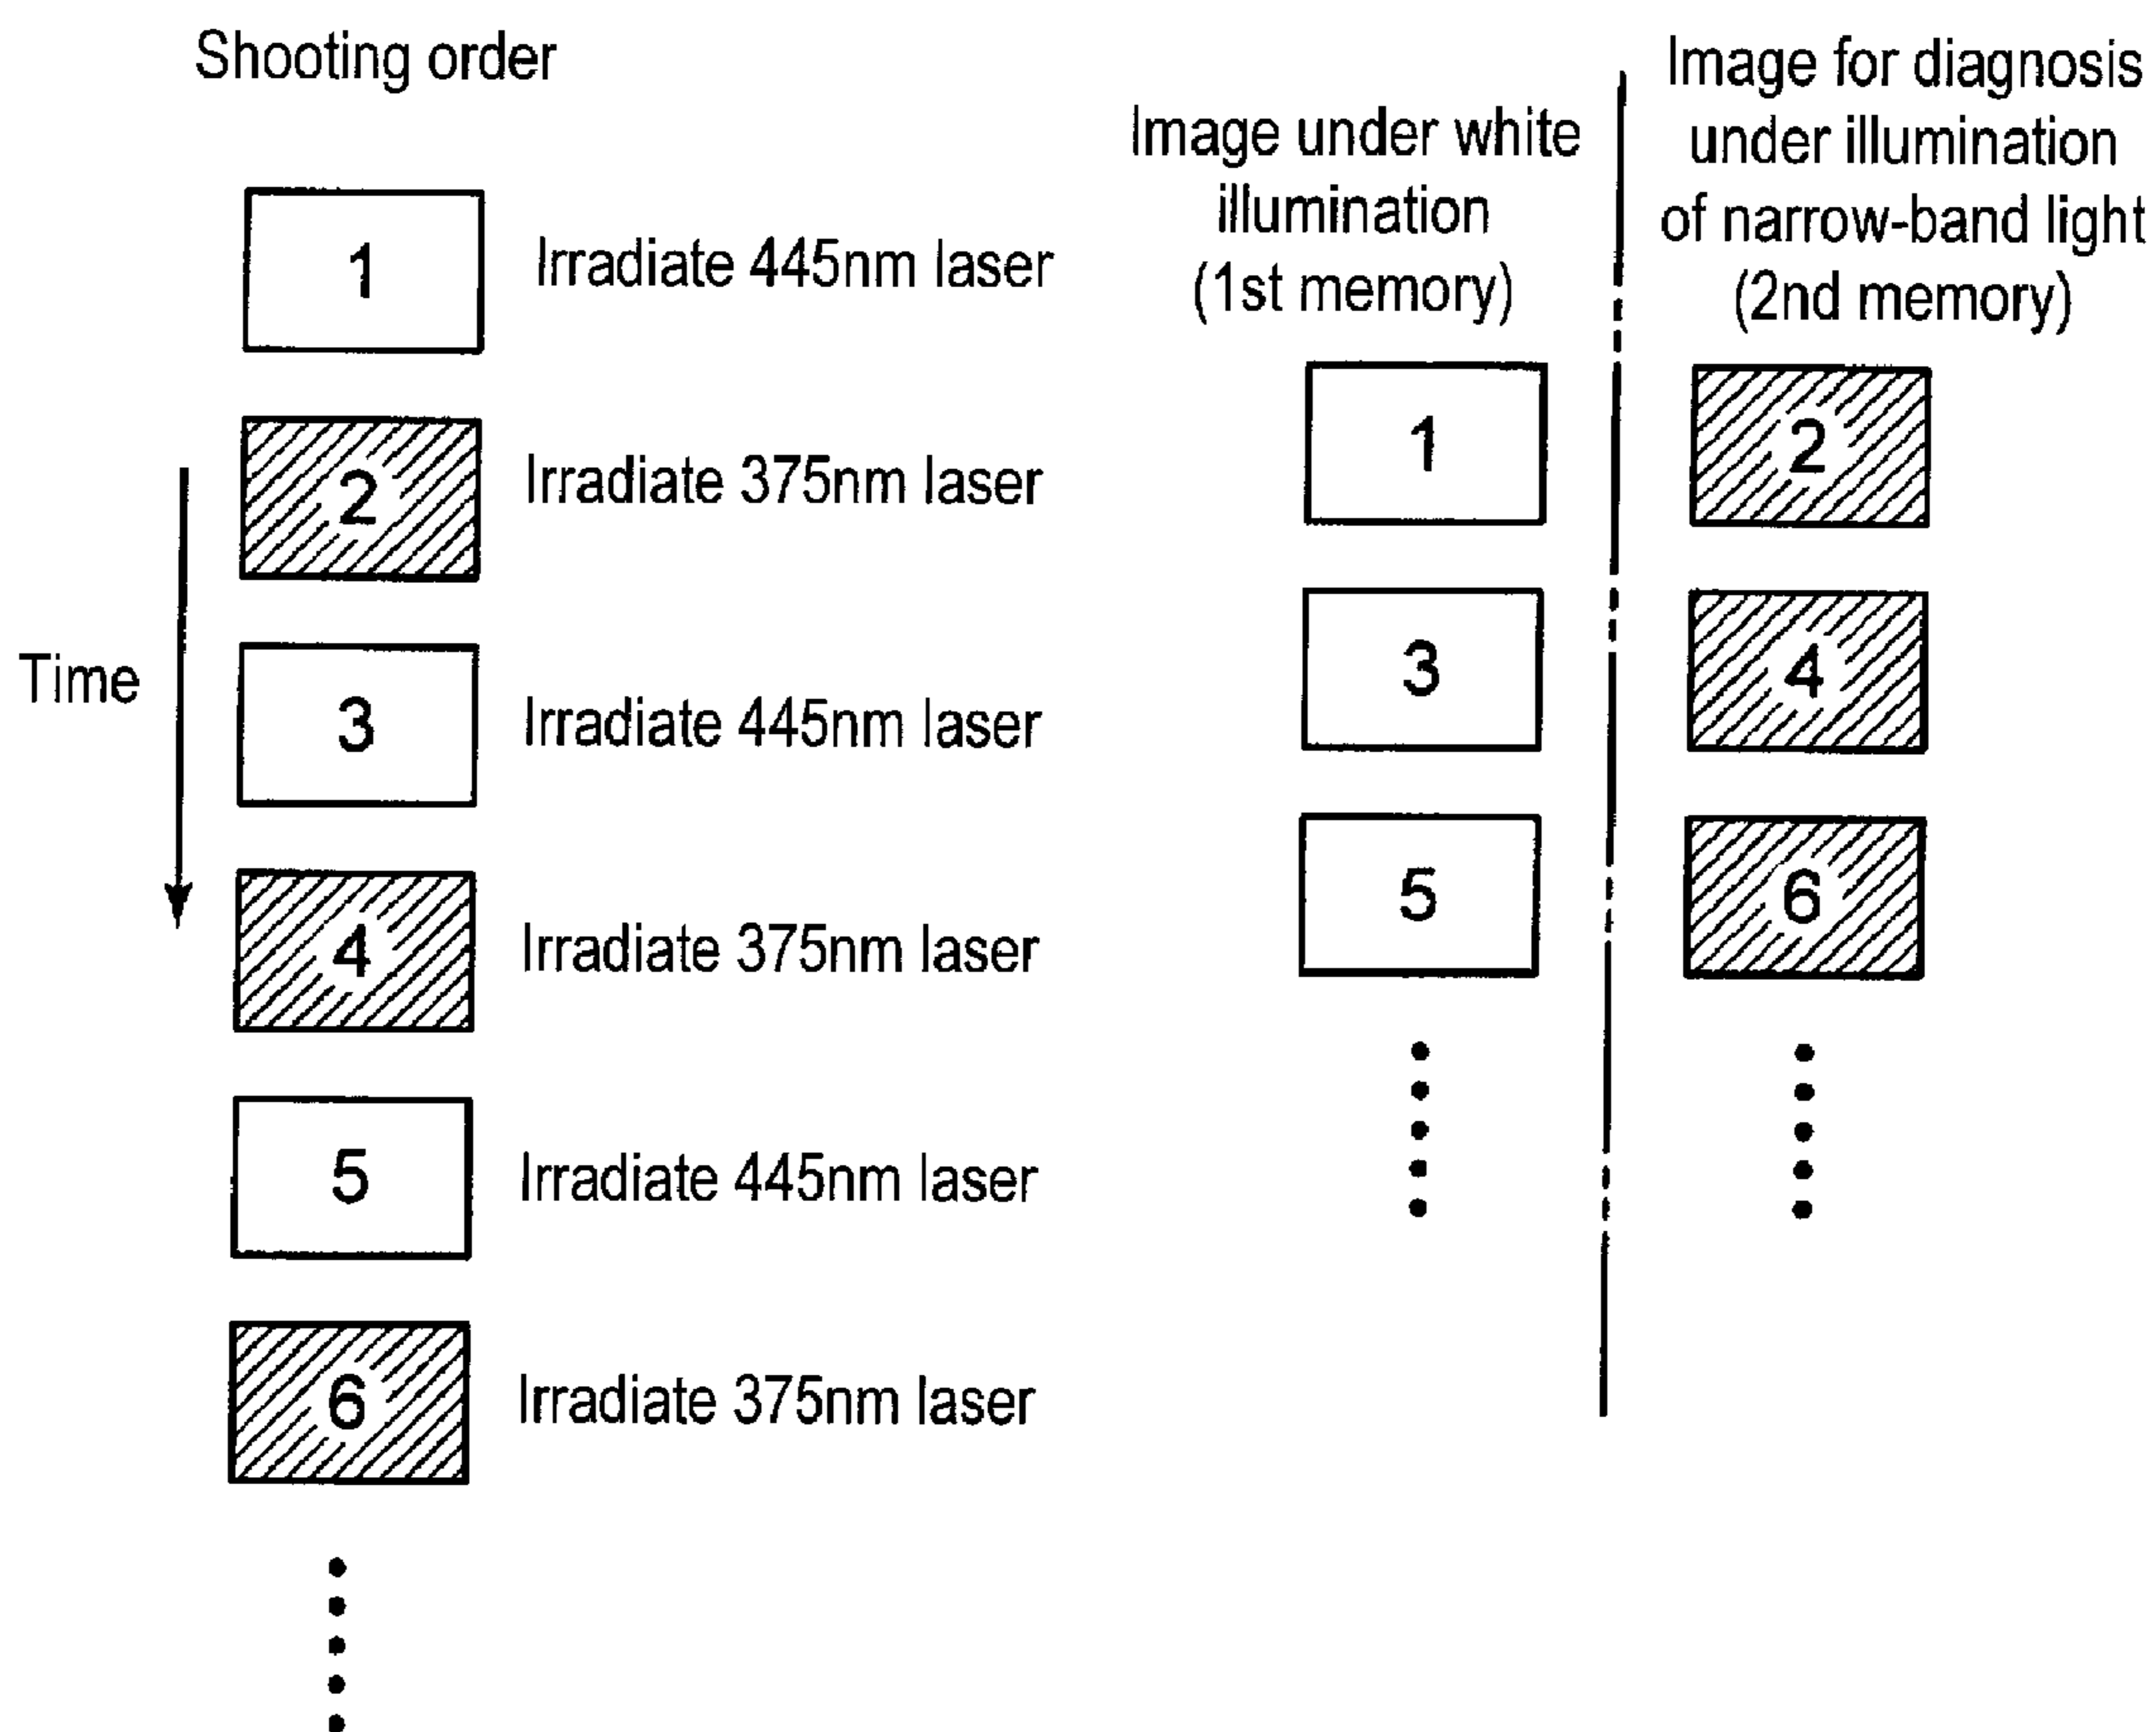 Shooting order
1
Irradiate 445nm laser
2
Irradiate 375nm laser
3
Irradiate 445nm laser
4
Irradiate 375nm laser
5
Irradiate 445nm laser
6
Irradiate 375nm laser
Time
Image under white
illumination
(1st memory)
1
3
5
Image for diagnosis
under illumination
of narrow-band light
(2nd memory)
2
4
6